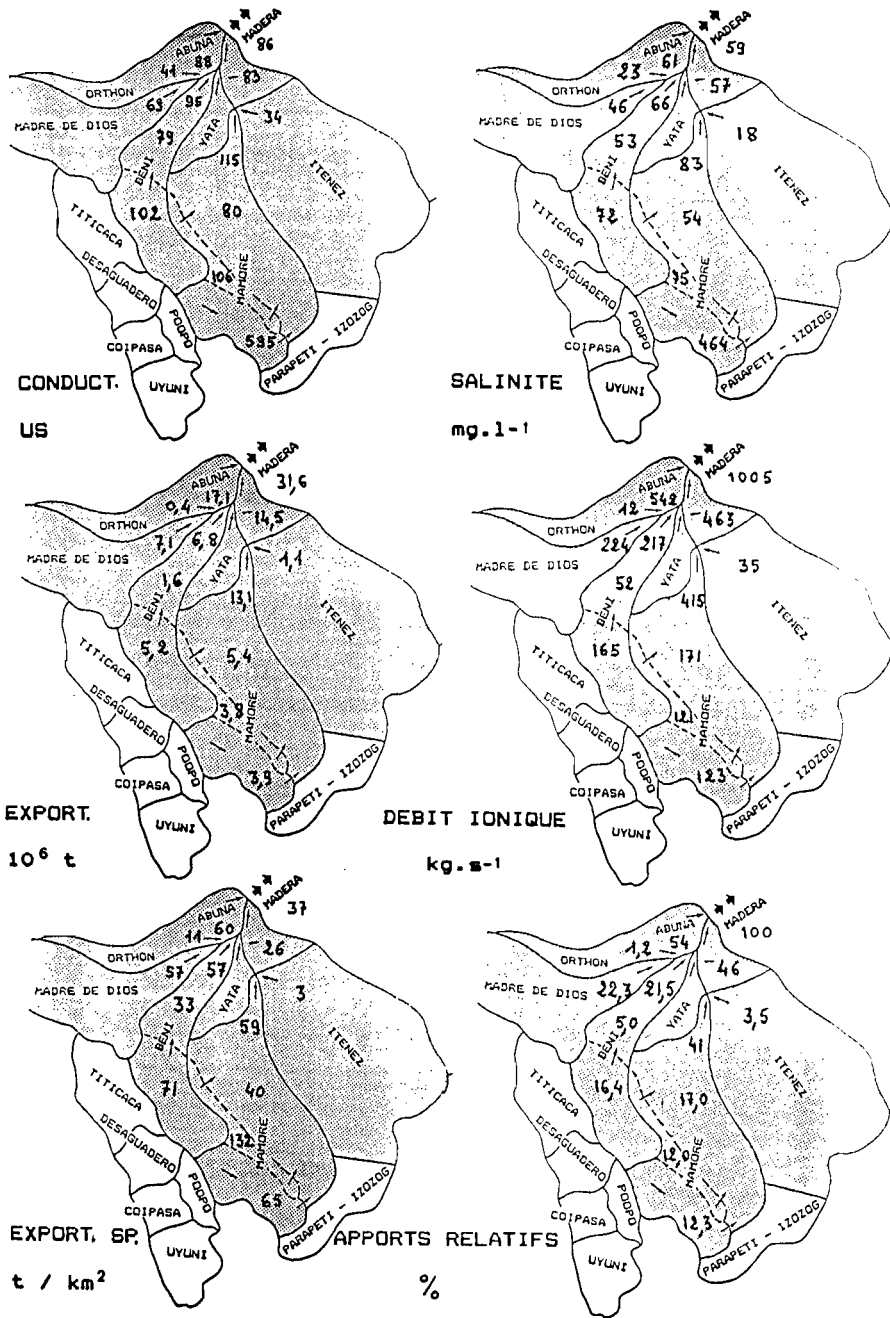 MADERA
86
ABUNA
88
41
83
ORTHON
69
95
34
MADRE DE DIOS
79
YATA
115
ITENEZ
BENI
102
80
TITICACA
DESAGUADERO
106
MAMORE
POOPO
595
COIPASA
PARAPETI - IZOZOG
UYUNI
CONDUCT.
US
MADERA
59
ABUNA
61
23
57
ORTHON
46
66
18
MADRE DE DIOS
53
YATA
83
ITENEZ
BENI
72
54
TITICACA
DESAGUADERO
75
MAMORE
POOPO
464
COIPASA
PARAPETI - IZOZOG
UYUNI
SALINITE
mg.l-1
MADERA
31,6
ABUNA
17,1
0,4
14,5
ORTHON
7,1
6,8
1,1
MADRE DE DIOS
1,6
YATA
13,1
ITENEZ
BENI
5,2
5,4
TITICACA
DESAGUADERO
3,8
MAMORE
POOPO
3,9
COIPASA
PARAPETI - IZOZOG
UYUNI
EXPORT.
10⁶ t
MADERA
1005
ABUNA
542
12
463
ORTHON
224
217
35
MADRE DE DIOS
52
YATA
415
ITENEZ
BENI
165
171
TITICACA
DESAGUADERO
121
MAMORE
POOPO
123
COIPASA
PARAPETI - IZOZOG
UYUNI
DEBIT IONIQUE
kg.s-1
MADERA
37
ABUNA
60
11
26
ORTHON
57
57
3
MADRE DE DIOS
33
YATA
59
ITENEZ
BENI
71
40
TITICACA
DESAGUADERO
132
MAMORE
POOPO
65
COIPASA
PARAPETI - IZOZOG
UYUNI
EXPORT. SP.
t / km²
MADERA
100
ABUNA
54
1,2
46
ORTHON
22,3
21,5
3,5
MADRE DE DIOS
5,0
YATA
41
ITENEZ
BENI
16,4
17,0
TITICACA
DESAGUADERO
12,0
MAMORE
POOPO
12,3
COIPASA
PARAPETI - IZOZOG
UYUNI
APPORTS RELATIFS
%